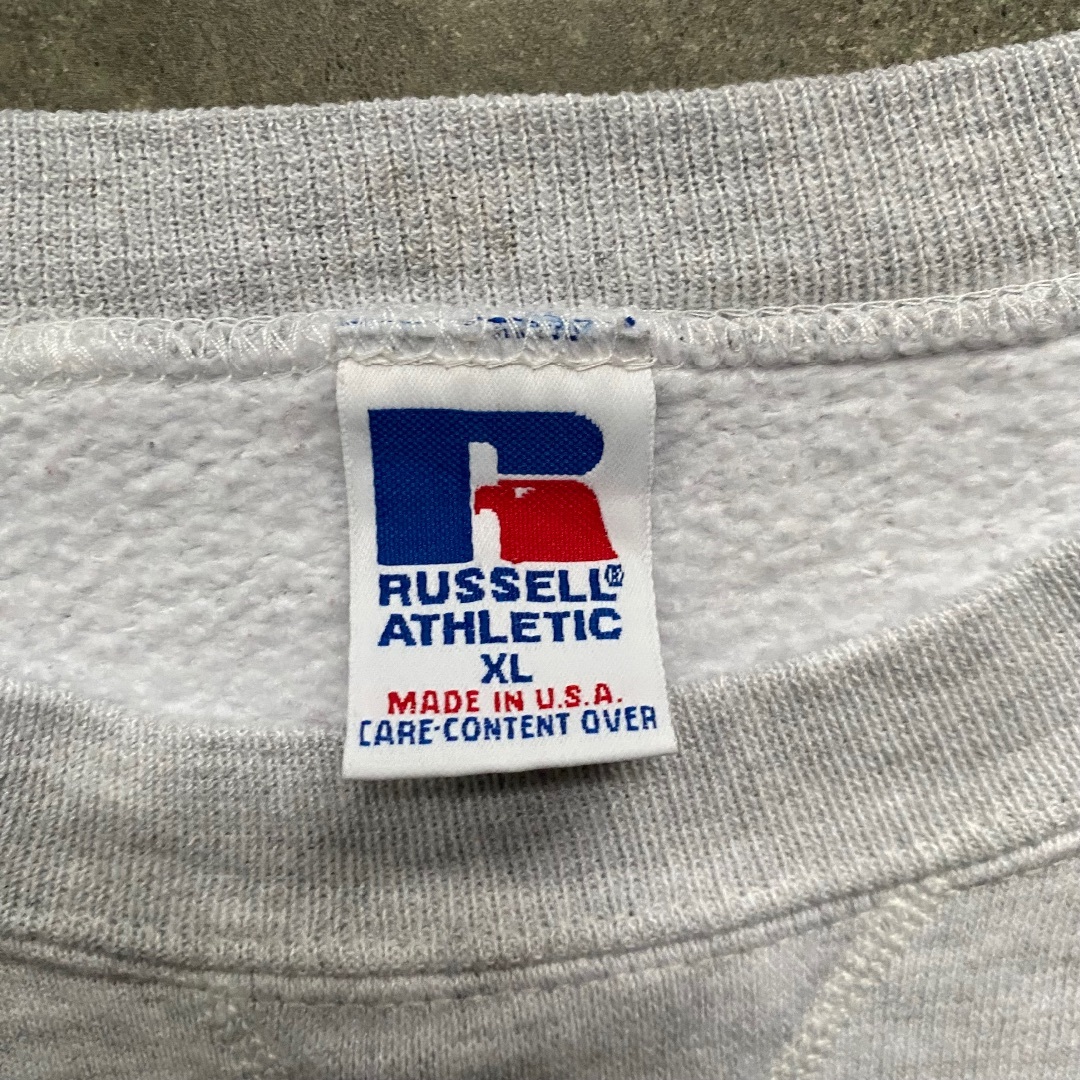 RUSSELL®
ATHLETIC
XL
MADE IN U.S.A.
CARE-CONTENT OVER